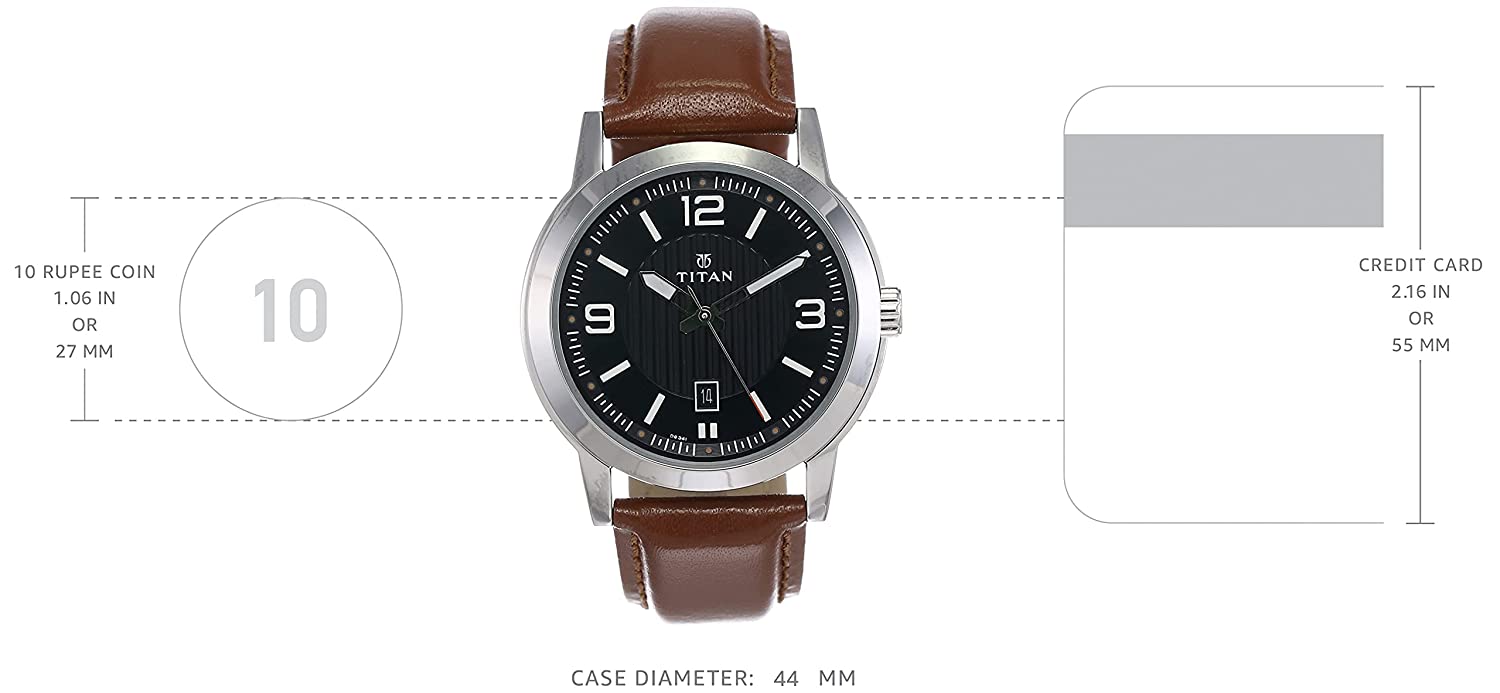 10 RUPEE COIN
1.06 IN
OR
27 MM
10
12
TITAN
9
3
14
CREDIT CARD
2.16 IN
OR
55 MM
CASE DIAMETER: 44 MM